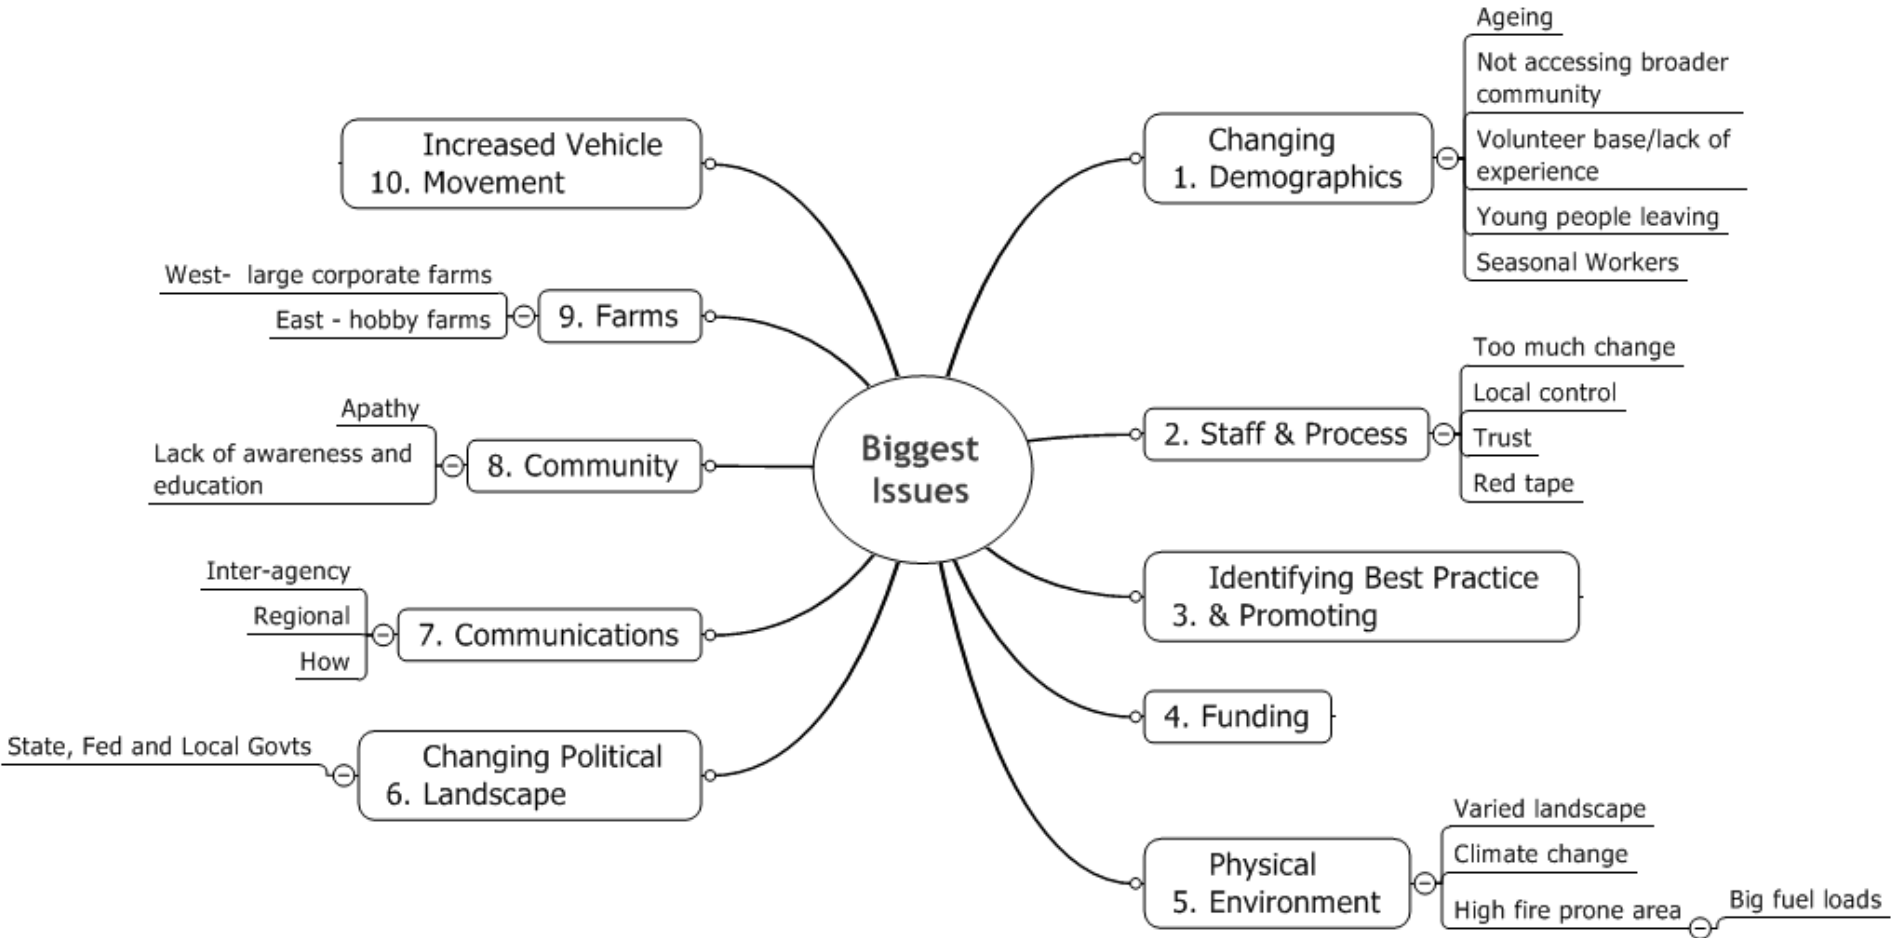 Biggest
Issues
Changing
1. Demographics
Ageing
Not accessing broader
community
Volunteer base/lack of
experience
Young people leaving
Seasonal Workers
2. Staff & Process
Too much change
Local control
Trust
Red tape
Identifying Best Practice
3. & Promoting
4. Funding
Physical
5. Environment
Varied landscape
Climate change
High fire prone area
Big fuel loads
Changing Political
6. Landscape
State, Fed and Local Govts
7. Communications
Inter-agency
Regional
How
8. Community
Apathy
Lack of awareness and
education
9. Farms
West-  large corporate farms
East - hobby farms
Increased Vehicle
10. Movement